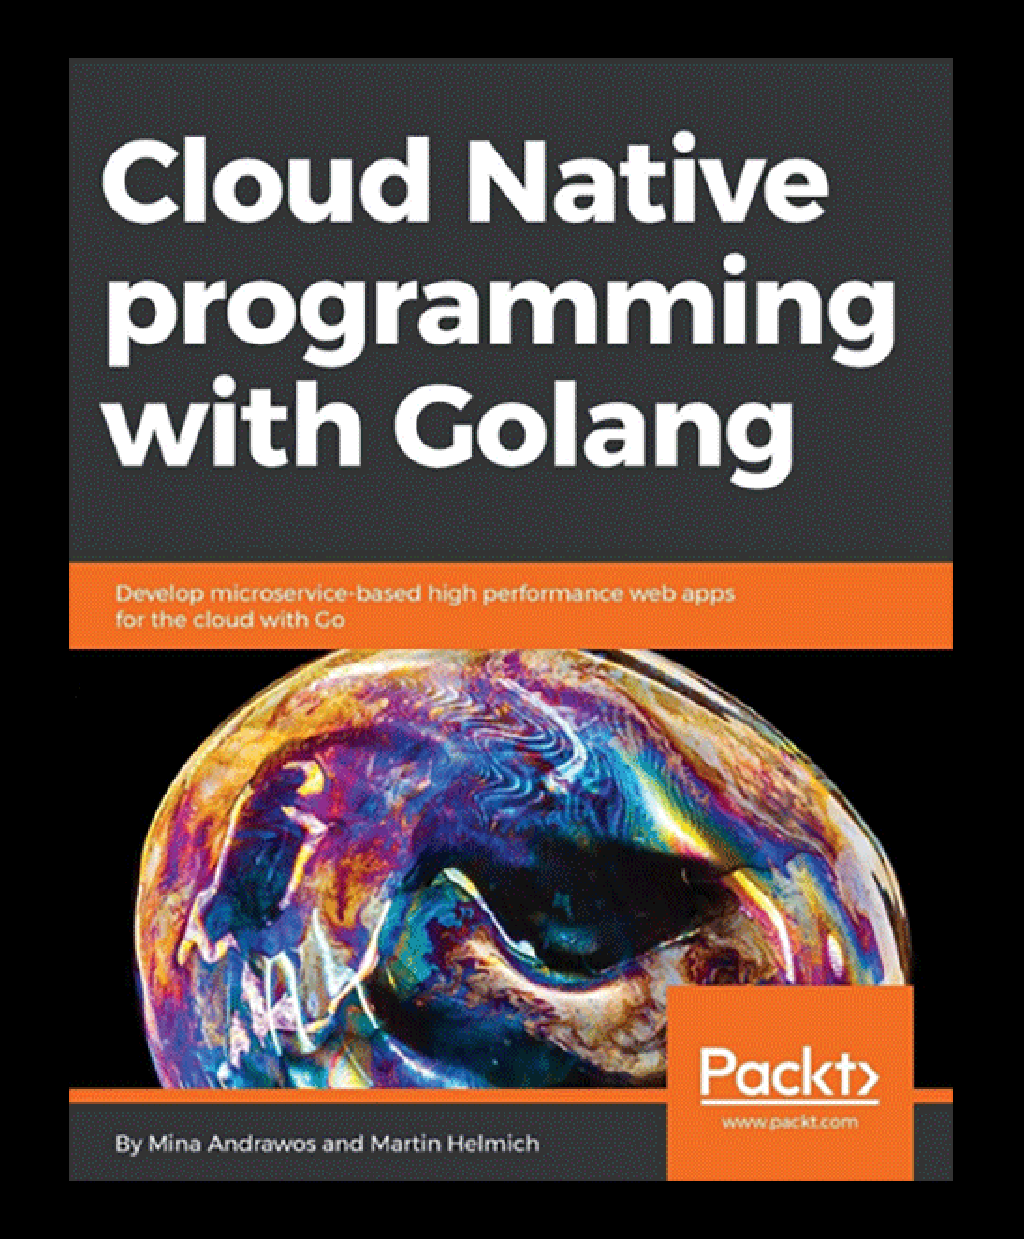 Cloud Native
programming
with Golang
Develop microservice-based high performance web apps
for the cloud with Go
Packt>
www.packt.com
By Mina Andrawos and Martin Helmich